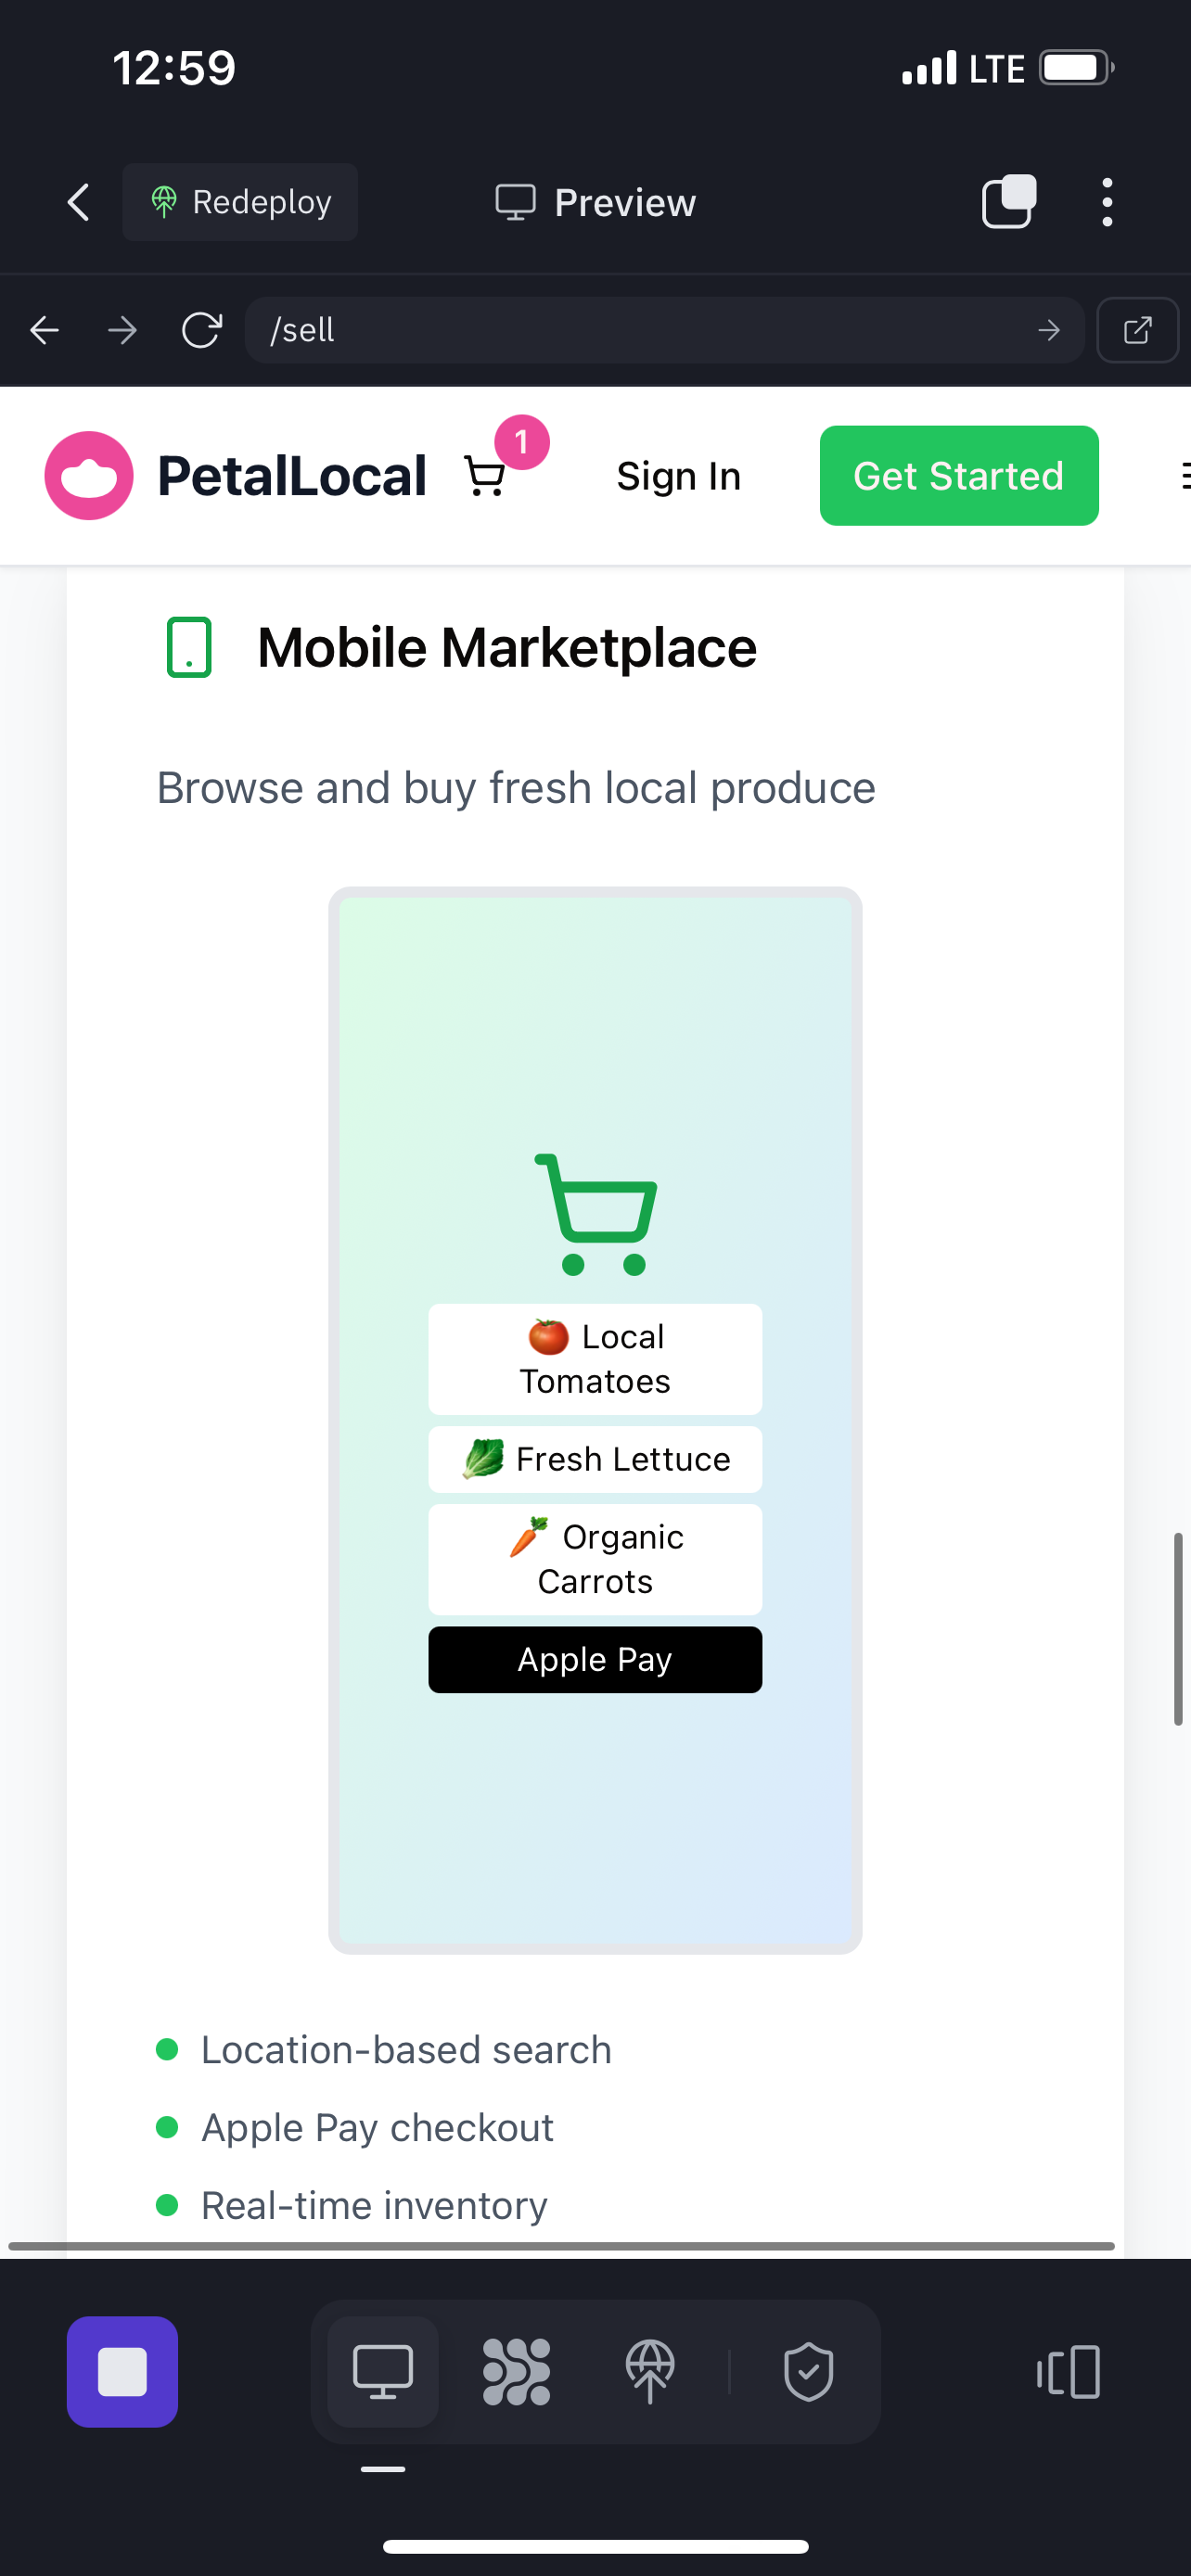 12:59
LTE
Redeploy
Preview
/sell
PetalLocal
1
Sign In
Get Started
Mobile Marketplace
Browse and buy fresh local produce
🍅 Local
Tomatoes
🥬 Fresh Lettuce
🥕 Organic
Carrots
Apple Pay
Location-based search
Apple Pay checkout
Real-time inventory